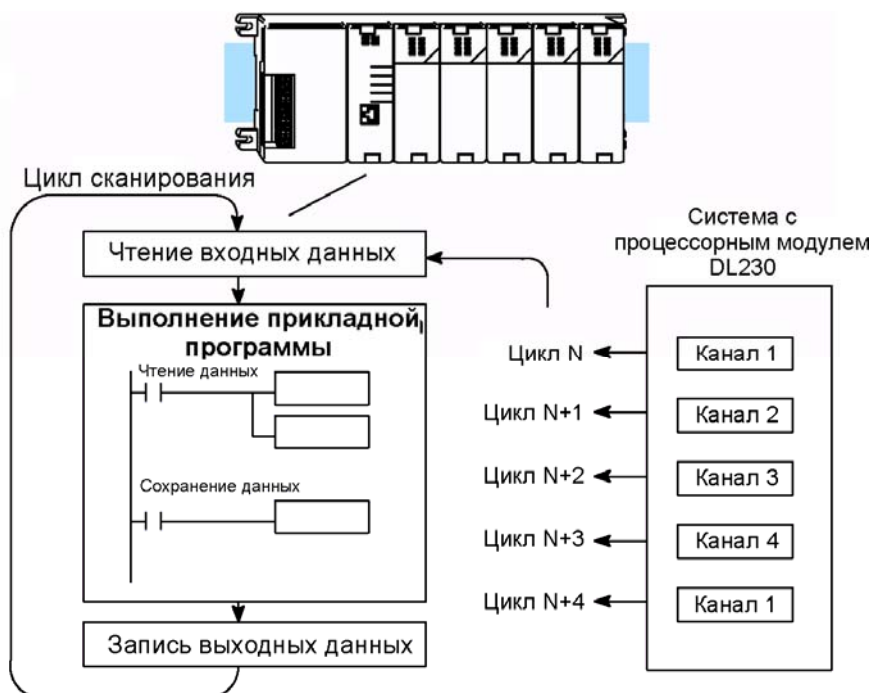 Цикл сканирования
Чтение входных данных
Выполнение прикладной
программы
Чтение данных
Сохранение данных
Запись выходных данных
Система с
процессорным модулем
DL230
Цикл N
Канал 1
Цикл N+1
Канал 2
Цикл N+2
Канал 3
Цикл N+3
Канал 4
Цикл N+4
Канал 1